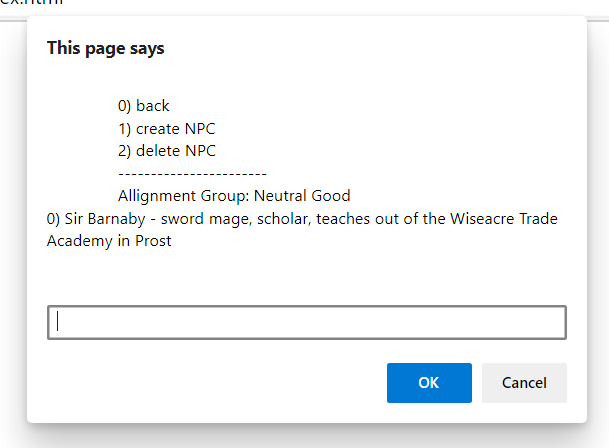 ex.html
This page says
0) back
1) create NPC
2) delete NPC
-----------------------
Allignment Group: Neutral Good
0) Sir Barnaby - sword mage, scholar, teaches out of the Wiseacre Trade
Academy in Prost
OK
Cancel